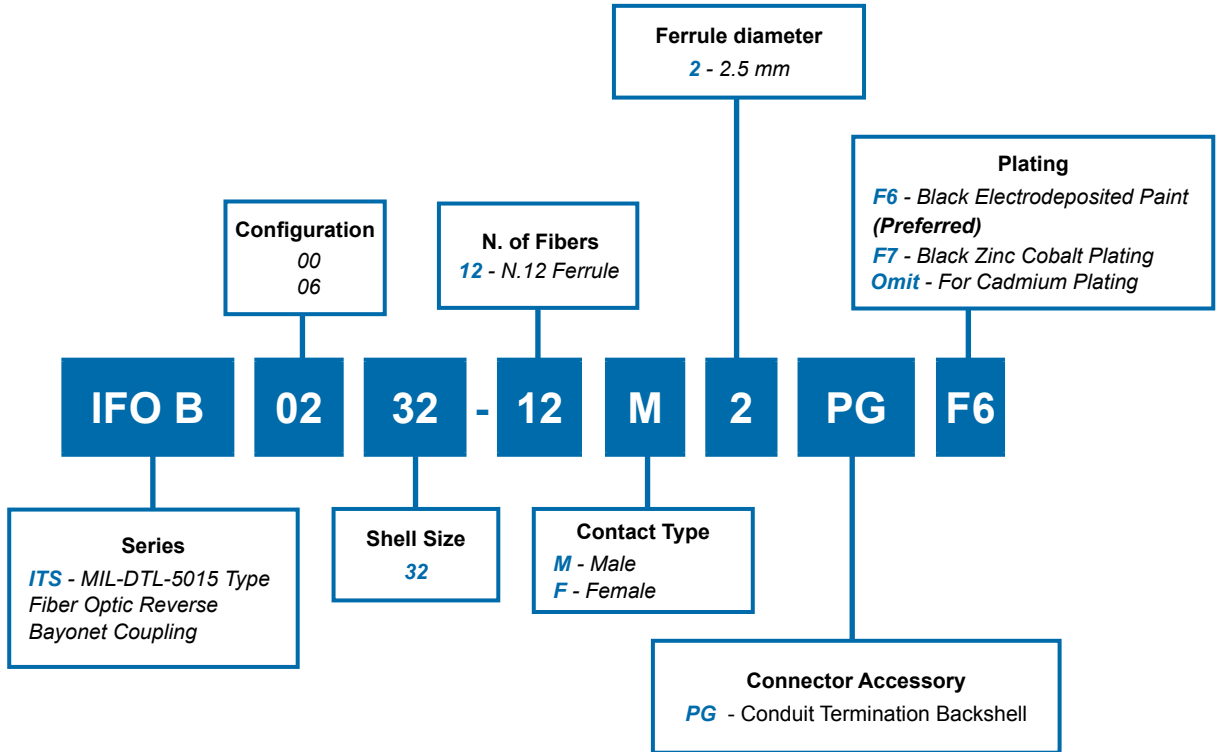 Ferrule diameter
2 - 2.5 mm
Plating
F6 - Black Electrodeposited Paint
(Preferred)
F7 - Black Zinc Cobalt Plating
Omit - For Cadmium Plating
Configuration
00
06
N. of Fibers
12 - N.12 Ferrule
IFO B 02 32 - 12 M 2 PG F6
Series
ITS - MIL-DTL-5015 Type
Fiber Optic Reverse
Bayonet Coupling
Shell Size
32
Contact Type
M - Male
F - Female
Connector Accessory
PG - Conduit Termination Backshell